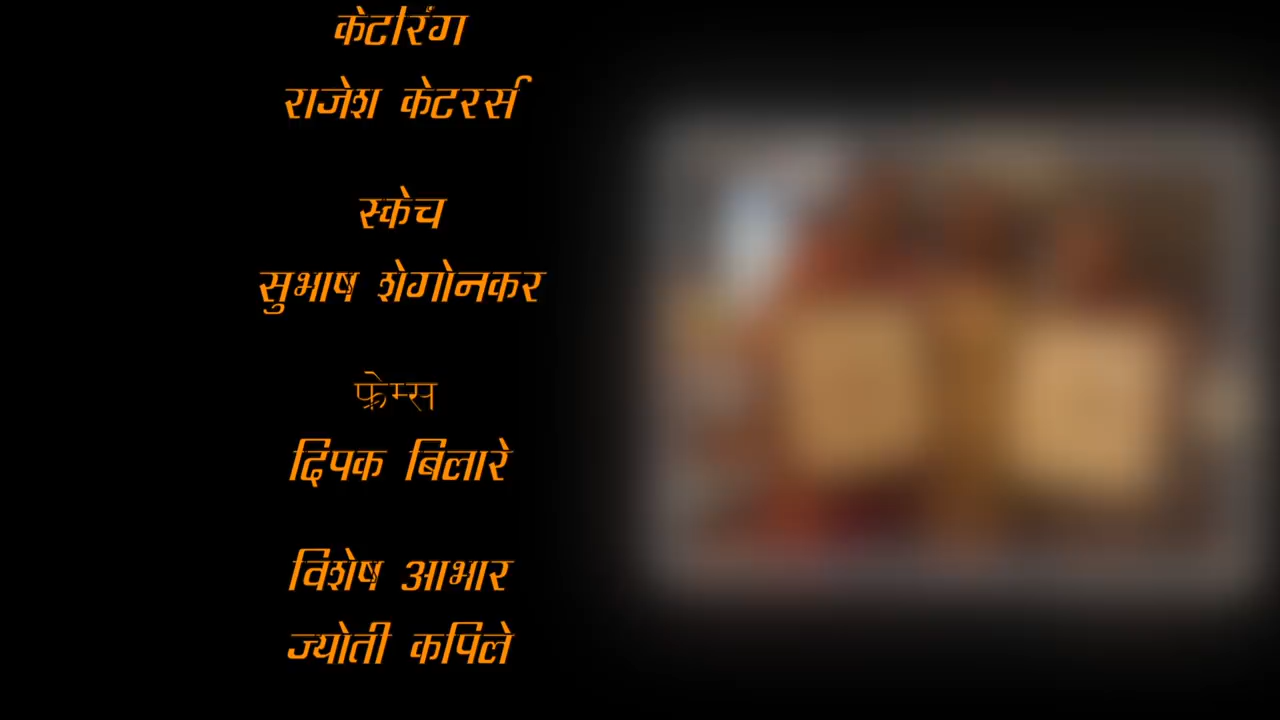 केटरिंग
राजेश केटरर्स
स्केच
सुभाष शेगोनकर
फ्रेम्स
दिपक बिलारे
विशेष आभार
ज्योती कपिले